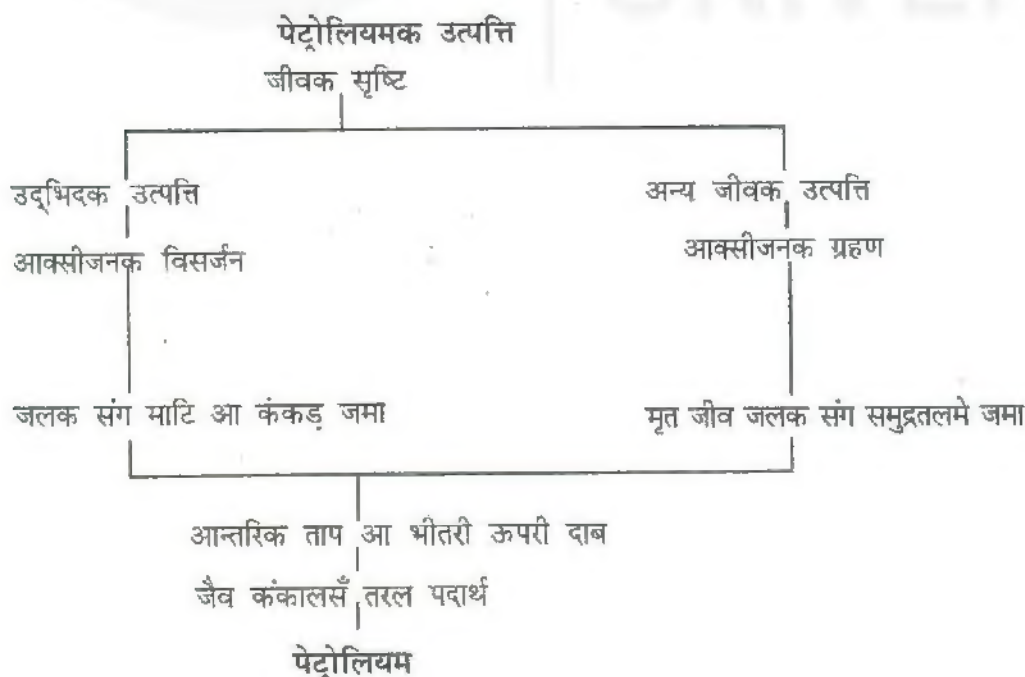 पेट्रोलियमक उत्पत्ति
जीवक सृष्टि
उद्भिदक उत्पत्ति
अन्य जीवक उत्पत्ति
आक्सीजनक विसर्जन
आक्सीजनक ग्रहण
जलक संग माटि आ कंकड़ जमा
मृत जीव जलक संग समुद्रतलमे जमा
आन्तरिक ताप आ भीतरी ऊपरी दाब
जैव कंकालसँ तरल पदार्थ
पेट्रोलियम